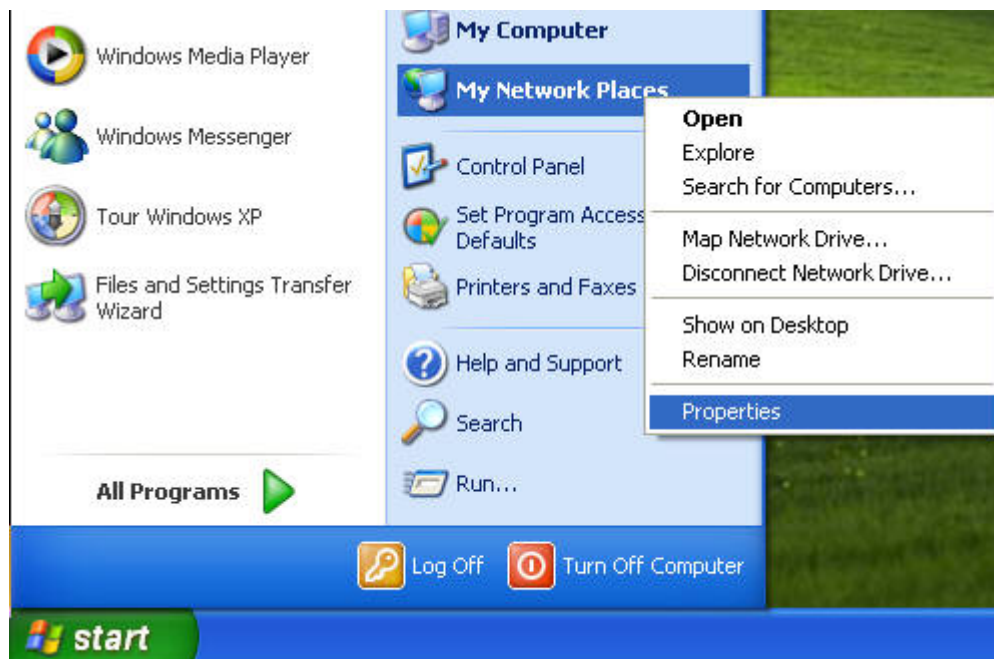 Windows Media Player
Windows Messenger
Tour Windows XP
Files and Settings Transfer
Wizard
All Programs
My Computer
My Network Places
Control Panel
Set Program Access
Defaults
Printers and Faxes
Help and Support
Search
Run...
Open
Explore
Search for Computers...
Map Network Drive...
Disconnect Network Drive...
Show on Desktop
Rename
Properties
Log Off
Turn Off Computer
start